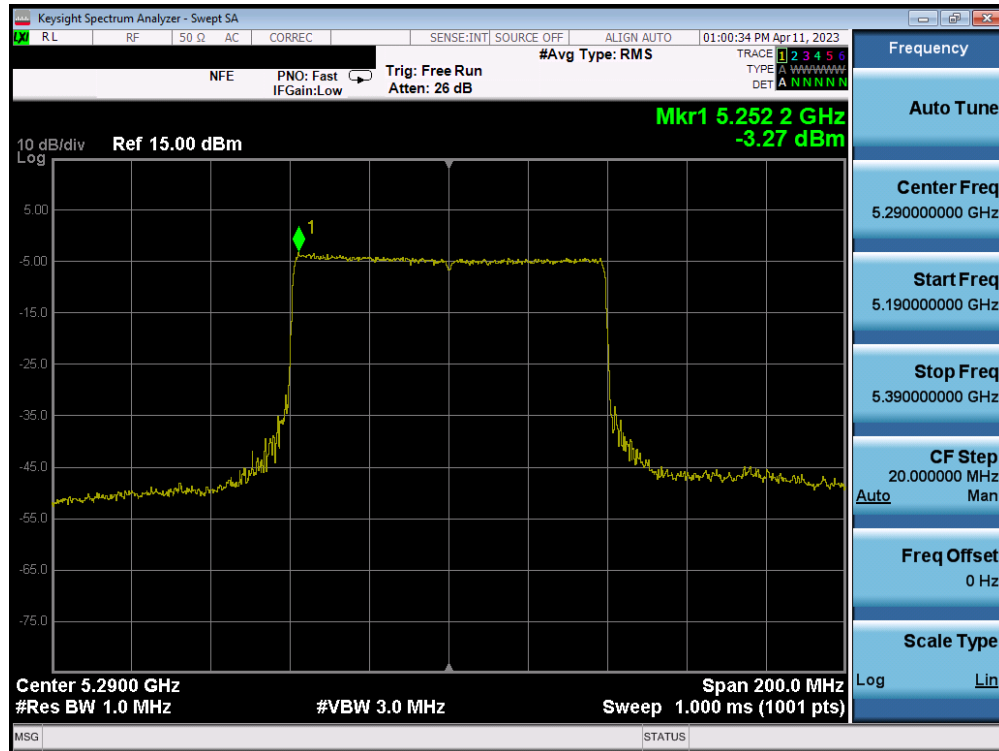 Keysight Spectrum Analyzer - Swept SA
LXI RL RF 50 Ω AC CORREC SENSE:INT SOURCE OFF ALIGN AUTO 01:00:34 PM Apr 11, 2023
#Avg Type: RMS
TRACE 1 2 3 4 5 6
TYPE A WWWWW
DET A N N N N N
NFE
PNO: Fast
IFGain:Low
Trig: Free Run
Atten: 26 dB
Mkr1 5.252 2 GHz
-3.27 dBm
10 dB/div Ref 15.00 dBm
Log
1
5.00
-5.00
-15.0
-25.0
-35.0
-45.0
-55.0
-65.0
-75.0
Center 5.2900 GHz
Span 200.0 MHz
#Res BW 1.0 MHz
#VBW 3.0 MHz
Sweep 1.000 ms (1001 pts)
MSG
STATUS
Frequency
Auto Tune
Center Freq
5.290000000 GHz
Start Freq
5.190000000 GHz
Stop Freq
5.390000000 GHz
CF Step
20.000000 MHz
Auto Man
Freq Offset
0 Hz
Scale Type
Log Lin